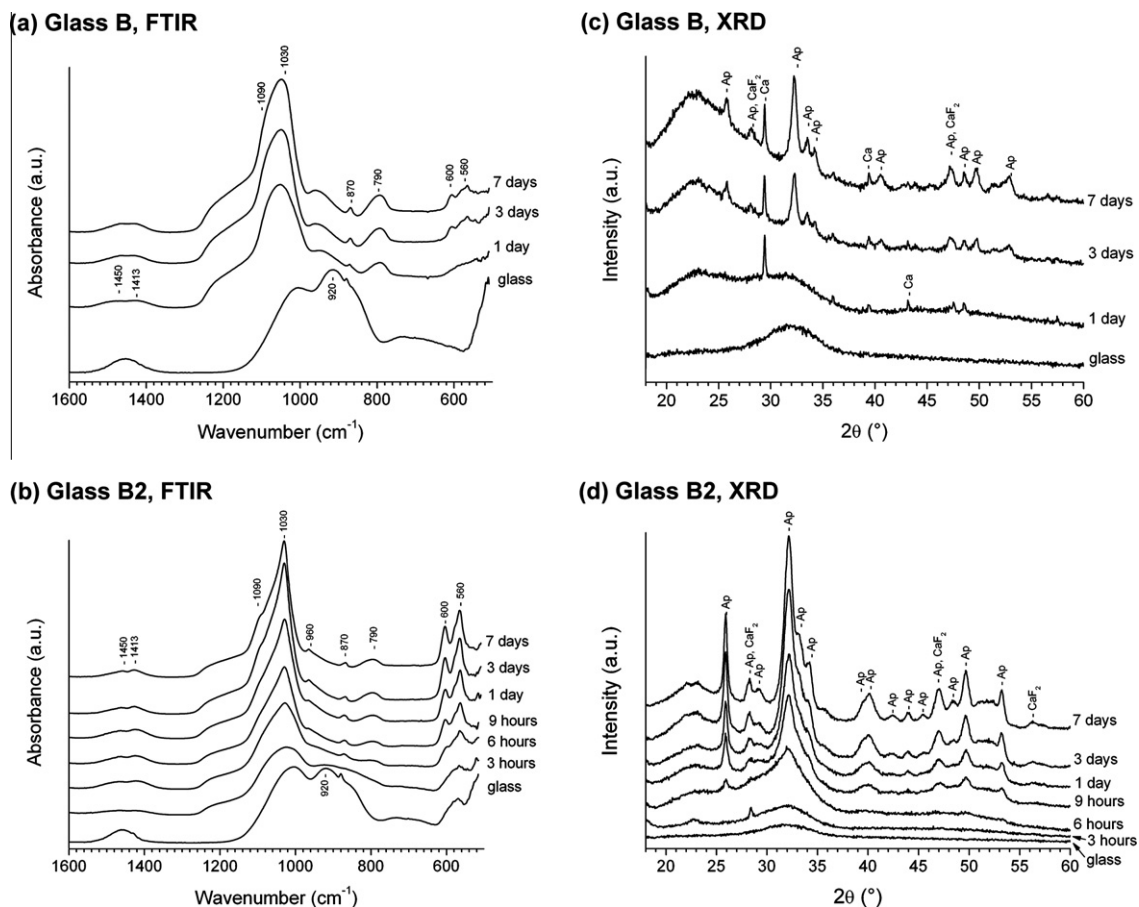 (a) Glass B, FTIR
Absorbance (a.u.)
-1090
-1030
-870
-790
-600
-560
-1450
-1413
920-
7 days
3 days
1 day
glass
1600 1400 1200 1000 800 600
Wavenumber (cm⁻¹)
(c) Glass B, XRD
Intensity (a.u.)
-Ap
-Ap, CaF₂
-Ca
-Ap
-Ap
-Ap
-Ca
-Ap
-Ap, CaF₂
-Ap
-Ap
-Ap
-Ca
7 days
3 days
1 day
glass
20 25 30 35 40 45 50 55 60
2θ (°)
(b) Glass B2, FTIR
Absorbance (a.u.)
-1450
-1413
-1090
-1030
-960
-870
-790
-600
-560
920-
7 days
3 days
1 day
9 hours
6 hours
3 hours
glass
1600 1400 1200 1000 800 600
Wavenumber (cm⁻¹)
(d) Glass B2, XRD
Intensity (a.u.)
-Ap
-Ap, CaF₂
-Ap
-Ap
-Ap
-Ap
-Ap
-Ap
-Ap
-Ap
-Ap
-Ap, CaF₂
-Ap
-Ap
-Ap
-CaF₂
7 days
3 days
1 day
9 hours
6 hours
3 hours
glass
20 25 30 35 40 45 50 55 60
2θ (°)